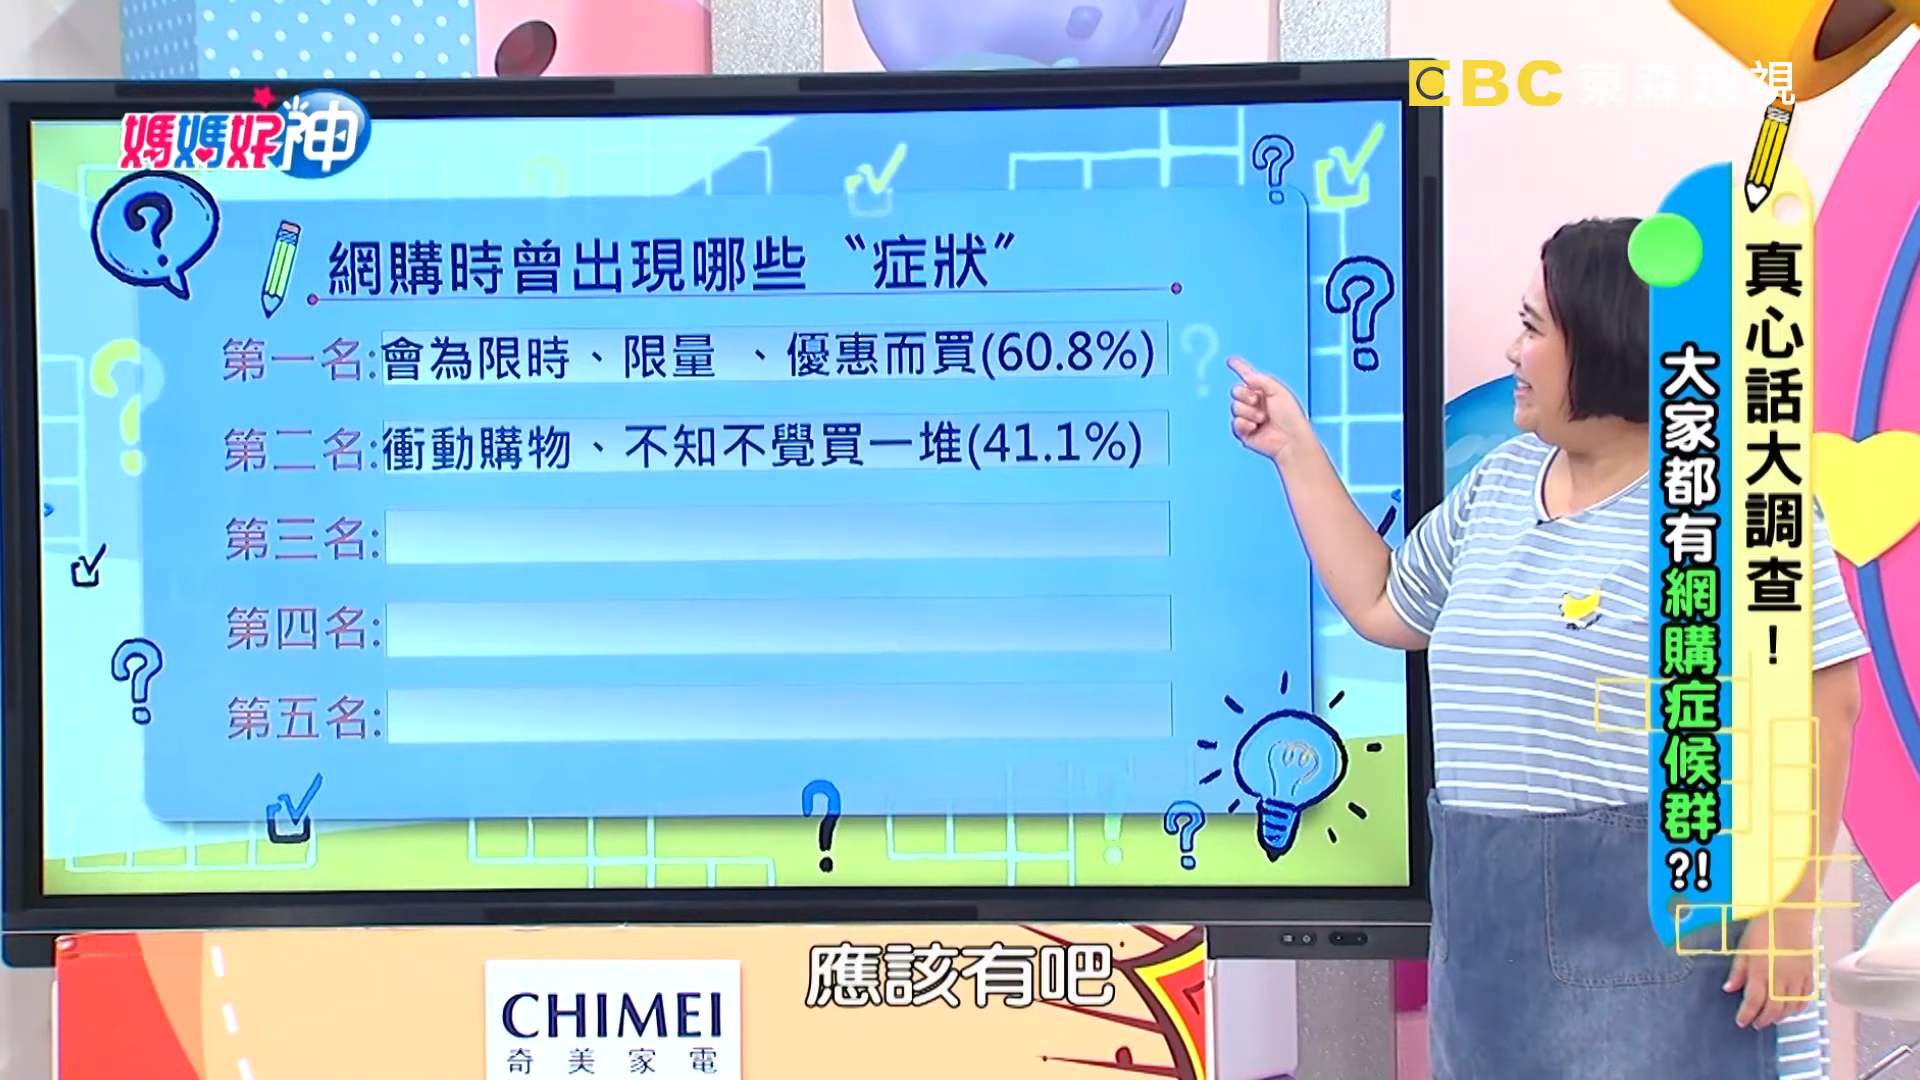 媽媽好神
EBC 東森超視
網購時曾出現哪些〝症狀〞
第一名:會為限時、限量、優惠而買(60.8%)
第二名:衝動購物、不知不覺買一堆(41.1%)
第三名:
第四名:
第五名:
真心話大調查！
大家都有網購症候群?!
應該有吧
CHIMEI
奇美家電